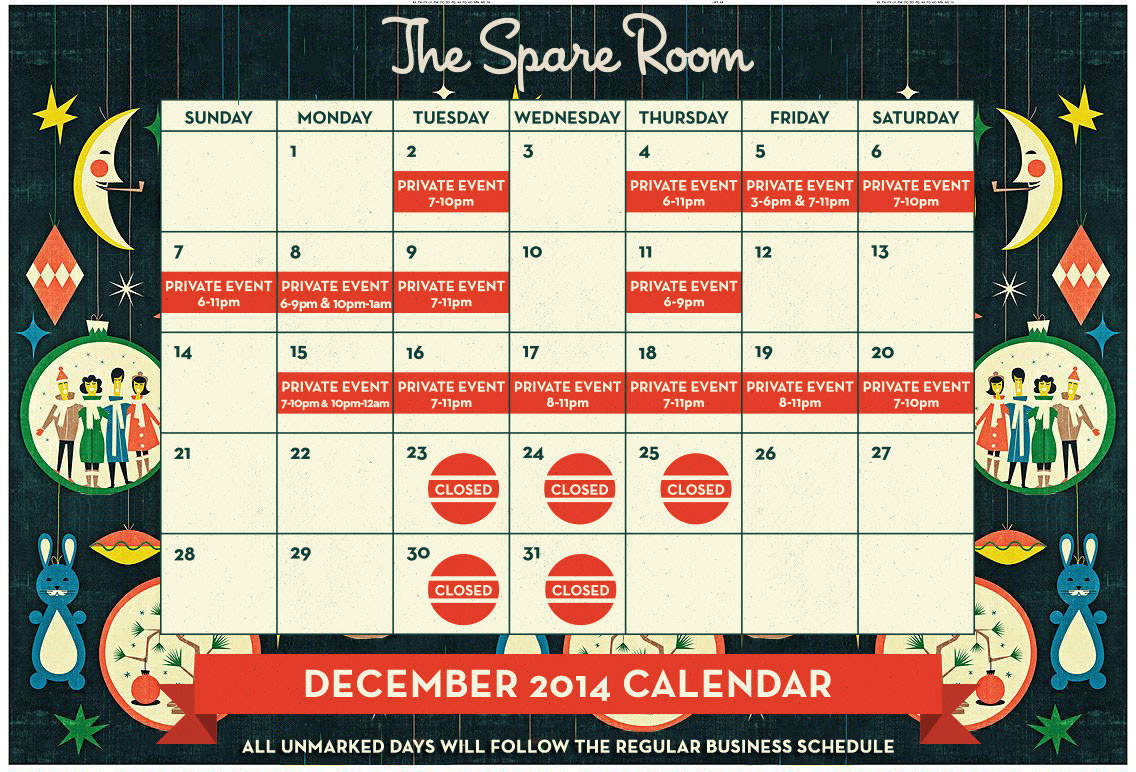 The Spare Room
SUNDAY MONDAY TUESDAY WEDNESDAY THURSDAY FRIDAY SATURDAY
1 2 3 4 5 6
PRIVATE EVENT PRIVATE EVENT PRIVATE EVENT PRIVATE EVENT
7-10pm 6-11pm 3-6pm & 7-11pm 7-10pm
7 8 9 10 11 12 13
PRIVATE EVENT PRIVATE EVENT PRIVATE EVENT PRIVATE EVENT
6-11pm 6-9pm & 10pm-1am 7-11pm 6-9pm
14 15 16 17 18 19 20
PRIVATE EVENT PRIVATE EVENT PRIVATE EVENT PRIVATE EVENT PRIVATE EVENT PRIVATE EVENT
7-10pm & 10pm-12am 7-11pm 8-11pm 7-11pm 8-11pm 7-10pm
21 22 23 24 25 26 27
CLOSED CLOSED CLOSED
28 29 30 31
CLOSED CLOSED
DECEMBER 2014 CALENDAR
ALL UNMARKED DAYS WILL FOLLOW THE REGULAR BUSINESS SCHEDULE